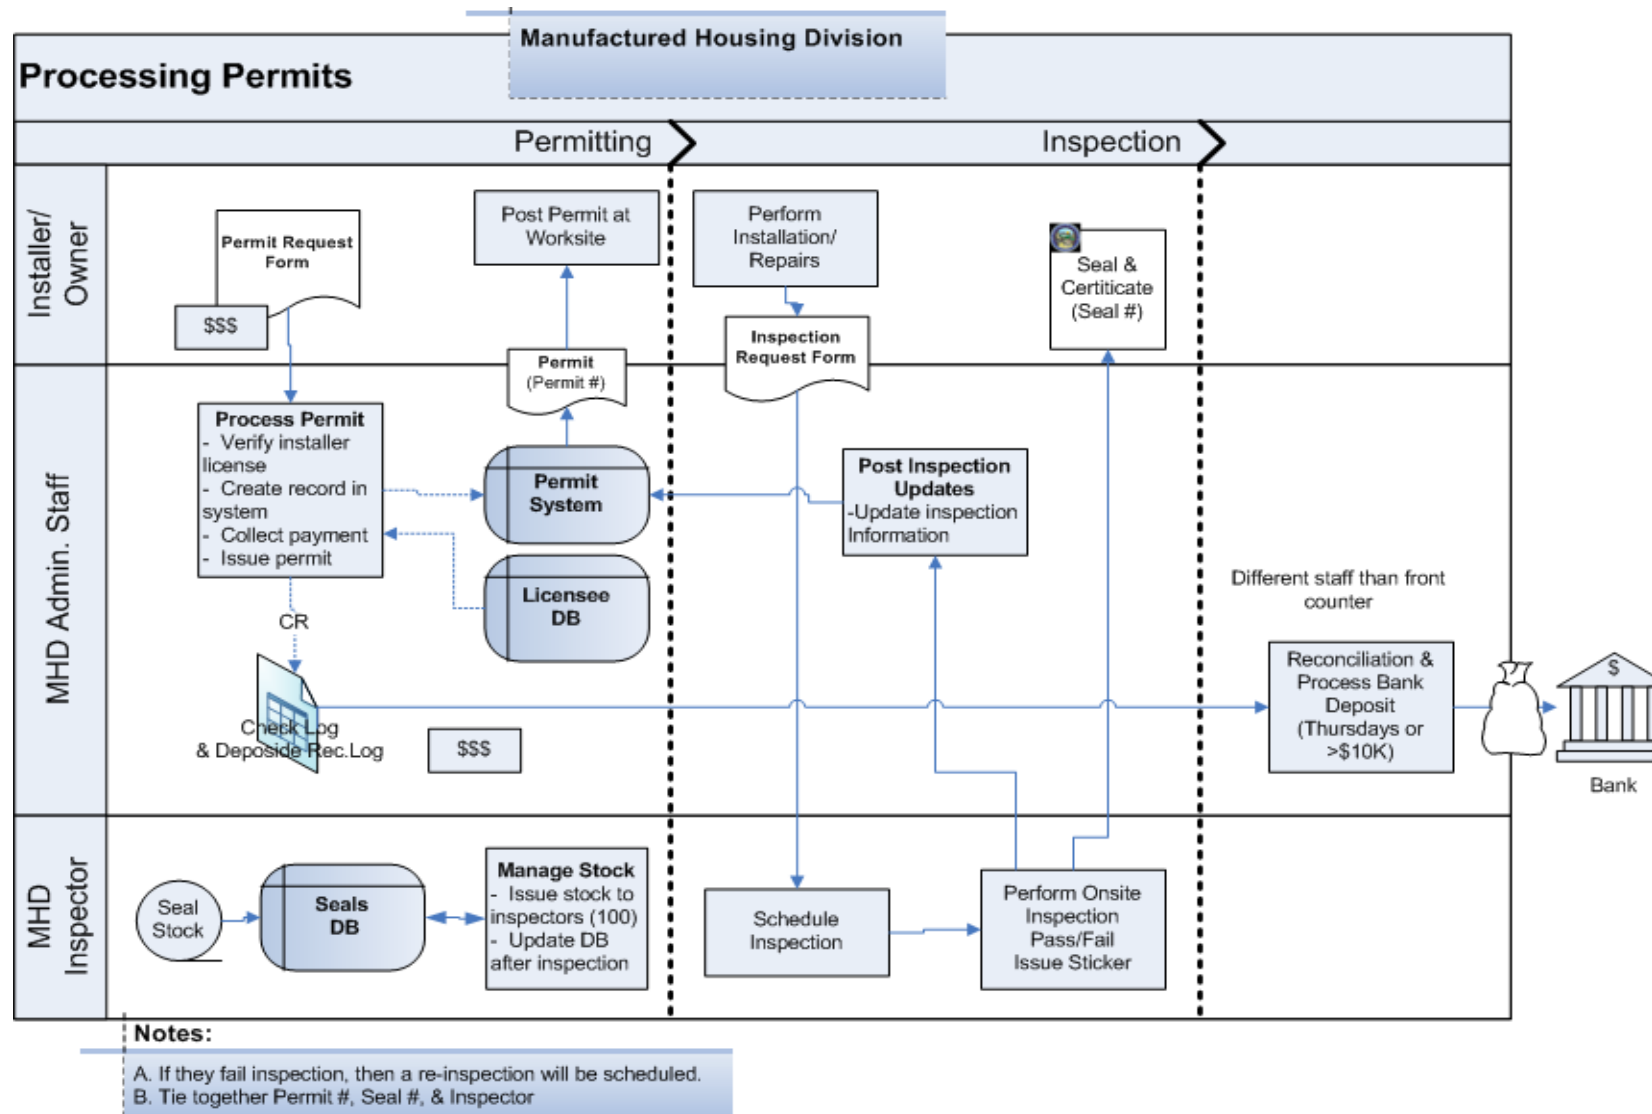 Manufactured Housing Division
Processing Permits
Permitting
Inspection
Installer/
Owner
Permit Request
Form
$$$
Post Permit at
Worksite
Perform
Installation/
Repairs
Seal &
Certiticate
(Seal #)
Inspection
Request Form
Permit
(Permit #)
MHD Admin. Staff
Process Permit
- Verify installer
license
- Create record in
system
- Collect payment
- Issue permit
Permit
System
Licensee
DB
Post Inspection
Updates
-Update inspection
Information
CR
Check Log
& Deposide Rec.Log
$$$
Different staff than front
counter
Reconciliation &
Process Bank
Deposit
(Thursdays or
>$10K)
$
Bank
MHD
Inspector
Seal
Stock
Seals
DB
Manage Stock
- Issue stock to
inspectors (100)
- Update DB
after inspection
Schedule
Inspection
Perform Onsite
Inspection
Pass/Fail
Issue Sticker
Notes:
A. If they fail inspection, then a re-inspection will be scheduled.
B. Tie together Permit #, Seal #, & Inspector